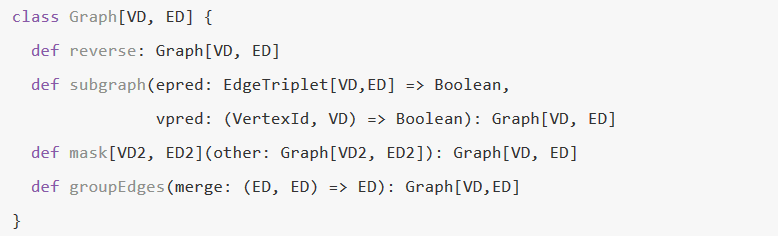 class Graph[VD, ED] {
  def reverse: Graph[VD, ED]
  def subgraph(epred: EdgeTriplet[VD,ED] => Boolean,
               vpred: (VertexId, VD) => Boolean): Graph[VD, ED]
  def mask[VD2, ED2](other: Graph[VD2, ED2]): Graph[VD, ED]
  def groupEdges(merge: (ED, ED) => ED): Graph[VD,ED]
}